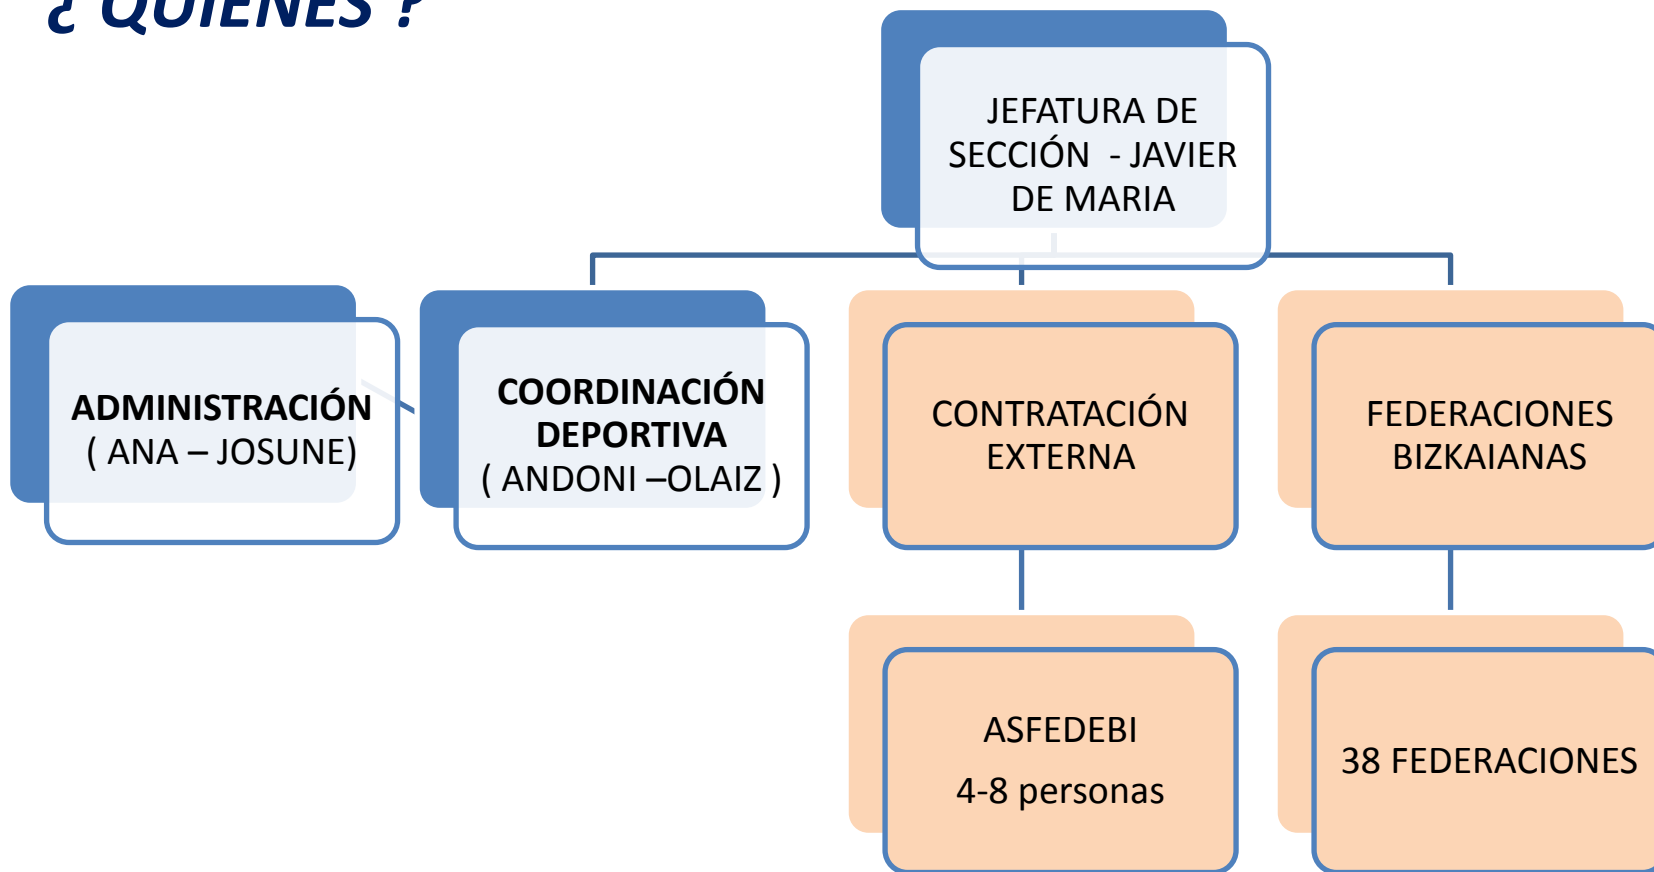 ¿ QUIENES ?
JEFATURA DE
SECCIÓN - JAVIER
DE MARIA
ADMINISTRACIÓN
( ANA – JOSUNE)
COORDINACIÓN
DEPORTIVA
( ANDONI –OLAIZ )
CONTRATACIÓN
EXTERNA
FEDERACIONES
BIZKAIANAS
ASFEDEBI
4-8 personas
38 FEDERACIONES